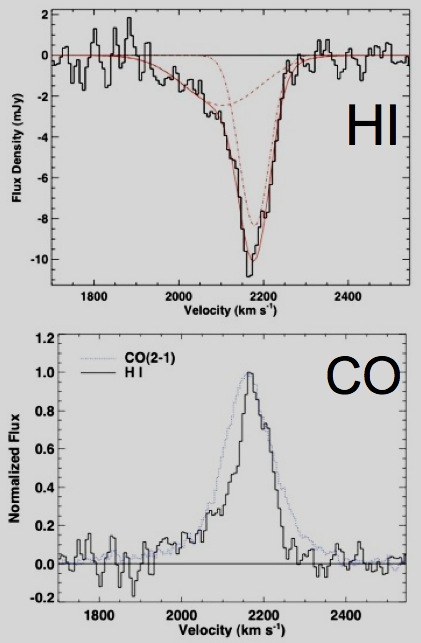 2
0
-2
-4
-6
-8
-10
Flux Density (mJy)
HI
1800 2000 2200 2400
Velocity (km s-1)
1.2
1.0
0.8
0.6
0.4
0.2
0.0
-0.2
Normalized Flux
CO(2-1)
H I
CO
1800 2000 2200 2400
Velocity (km s-1)